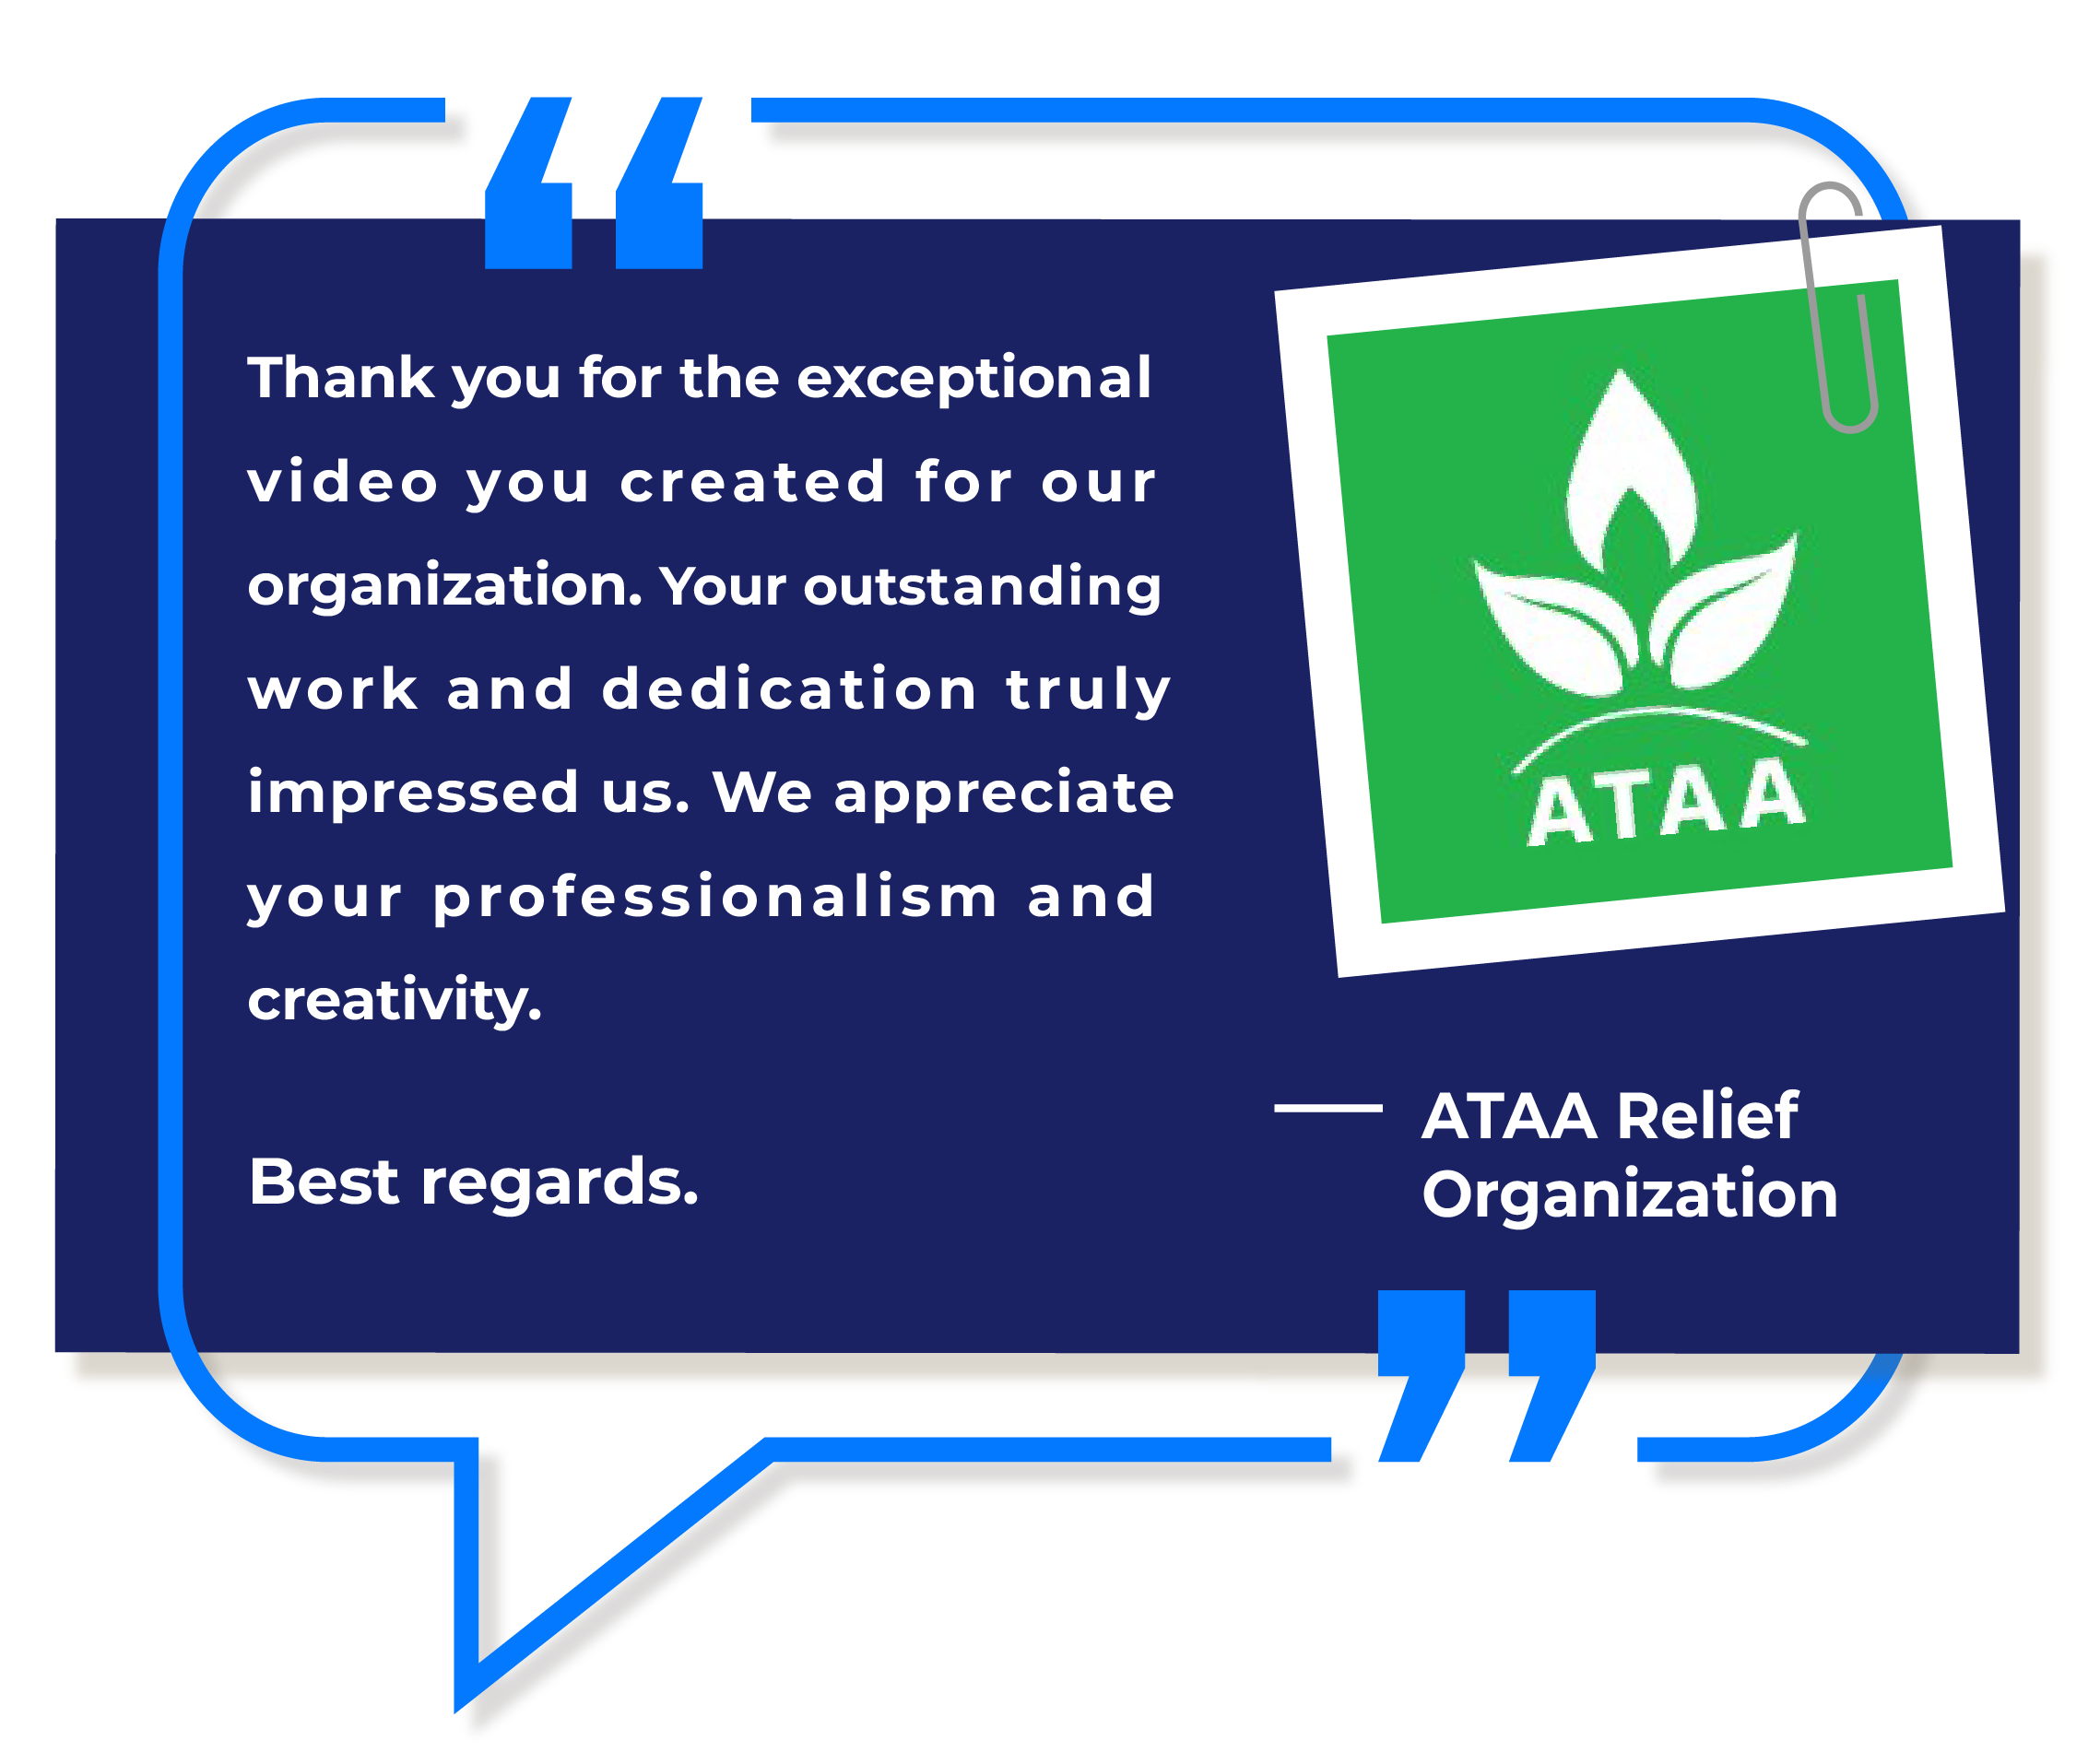 Thank you for the exceptional
video you created for our
organization. Your outstanding
work and dedication truly
impressed us. We appreciate
your professionalism and
creativity.
Best regards.
ATAA
ATAA Relief
Organization